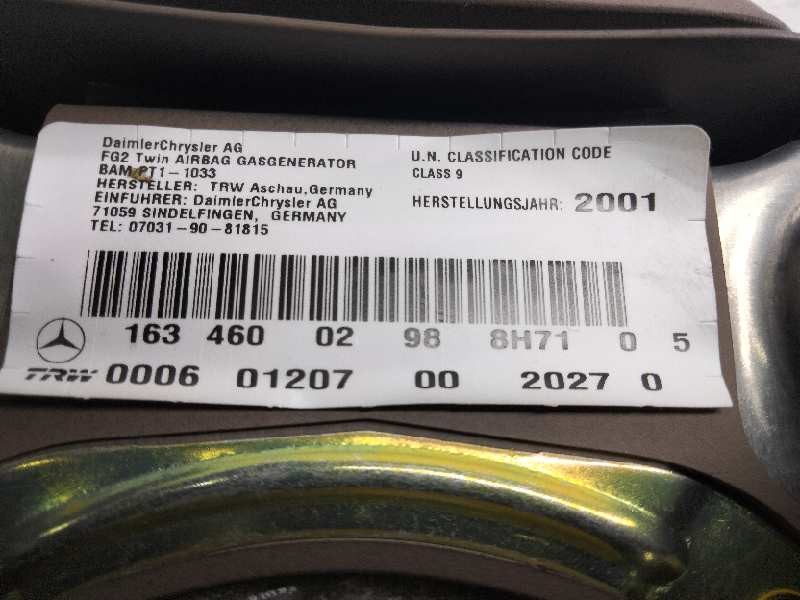 DaimlerChrysler AG
FG2 Twin AIRBAG GASGENERATOR
BAM-PT1-1033
HERSTELLER: TRW Aschau,Germany
EINFUHRER: DaimlerChrysler AG
71059 SINDELFINGEN, GERMANY
TEL: 07031-90-81815
U.N. CLASSIFICATION CODE
CLASS 9
HERSTELLUNGSJAHR: 2001
163 460 02 98 8H71 0 5
TRW 0006 01207 00 2027 0